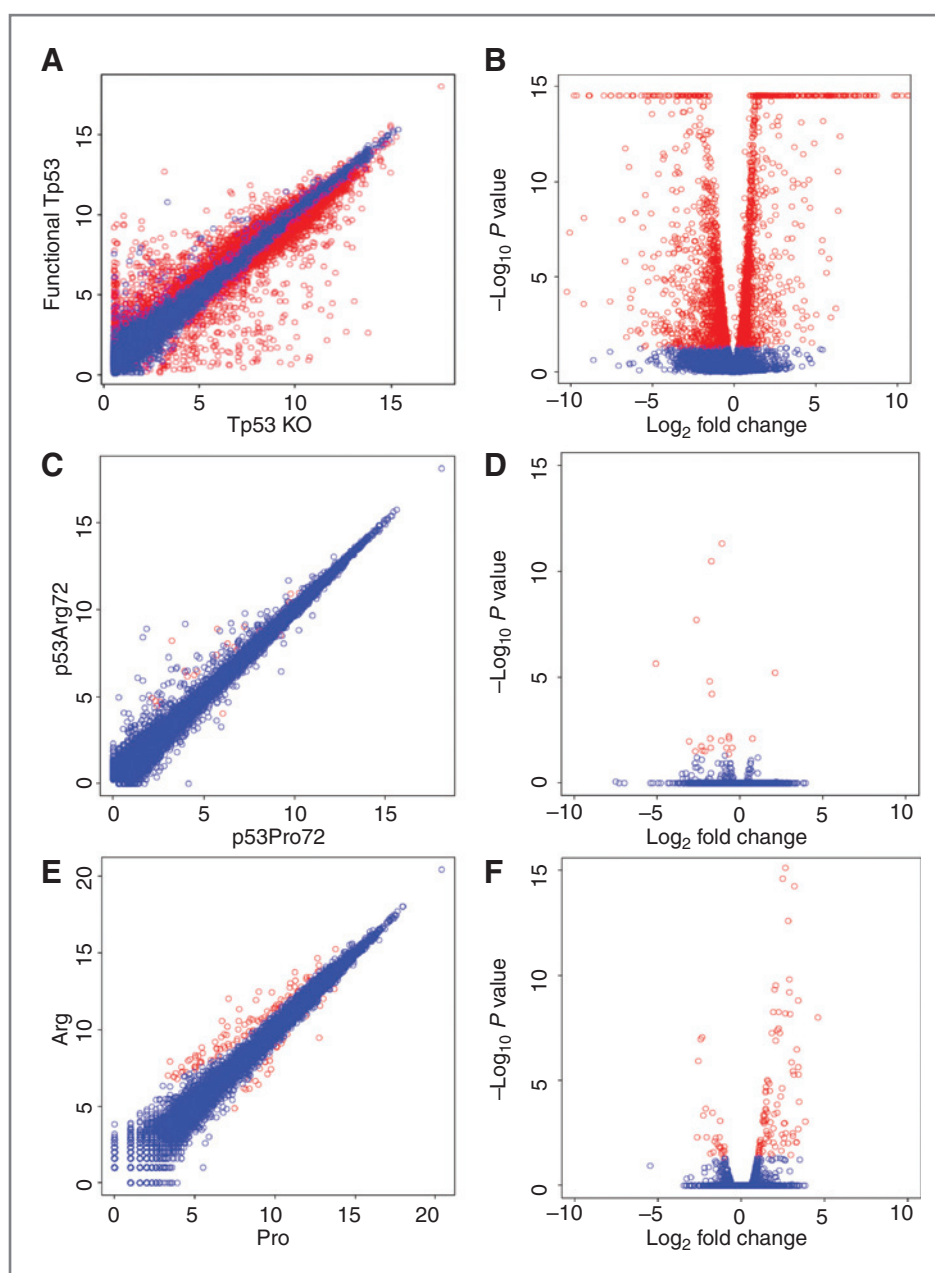 A
Functional Tp53
15
10
5
0
0 5 10 15
Tp53 KO
B
–Log10 P value
15
10
5
0
–10 –5 0 5 10
Log2 fold change
C
p53Arg72
15
10
5
0
0 5 10 15
p53Pro72
D
–Log10 P value
15
10
5
0
–10 –5 0 5 10
Log2 fold change
E
Arg
20
15
10
5
0
0 5 10 15 20
Pro
F
–Log10 P value
15
10
5
0
–10 –5 0 5 10
Log2 fold change